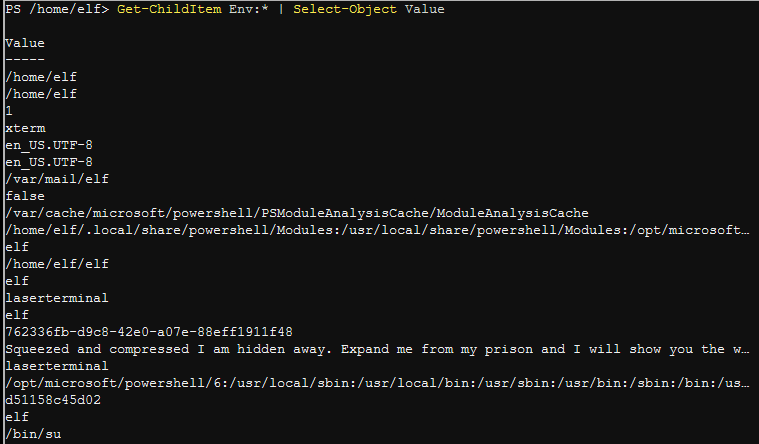 PS /home/elf> Get-ChildItem Env:* | Select-Object Value
Value
-----
/home/elf
/home/elf
1
xterm
en_US.UTF-8
en_US.UTF-8
/var/mail/elf
false
/var/cache/microsoft/powershell/PSModuleAnalysisCache/ModuleAnalysisCache
/home/elf/.local/share/powershell/Modules:/usr/local/share/powershell/Modules:/opt/microsoft…
elf
/home/elf/elf
elf
laserterminal
elf
762336fb-d9c8-42e0-a07e-88eff1911f48
Squeezed and compressed I am hidden away. Expand me from my prison and I will show you the w…
laserterminal
/opt/microsoft/powershell/6:/usr/local/sbin:/usr/local/bin:/usr/sbin:/usr/bin:/sbin:/bin:/us…
d51158c45d02
elf
/bin/su